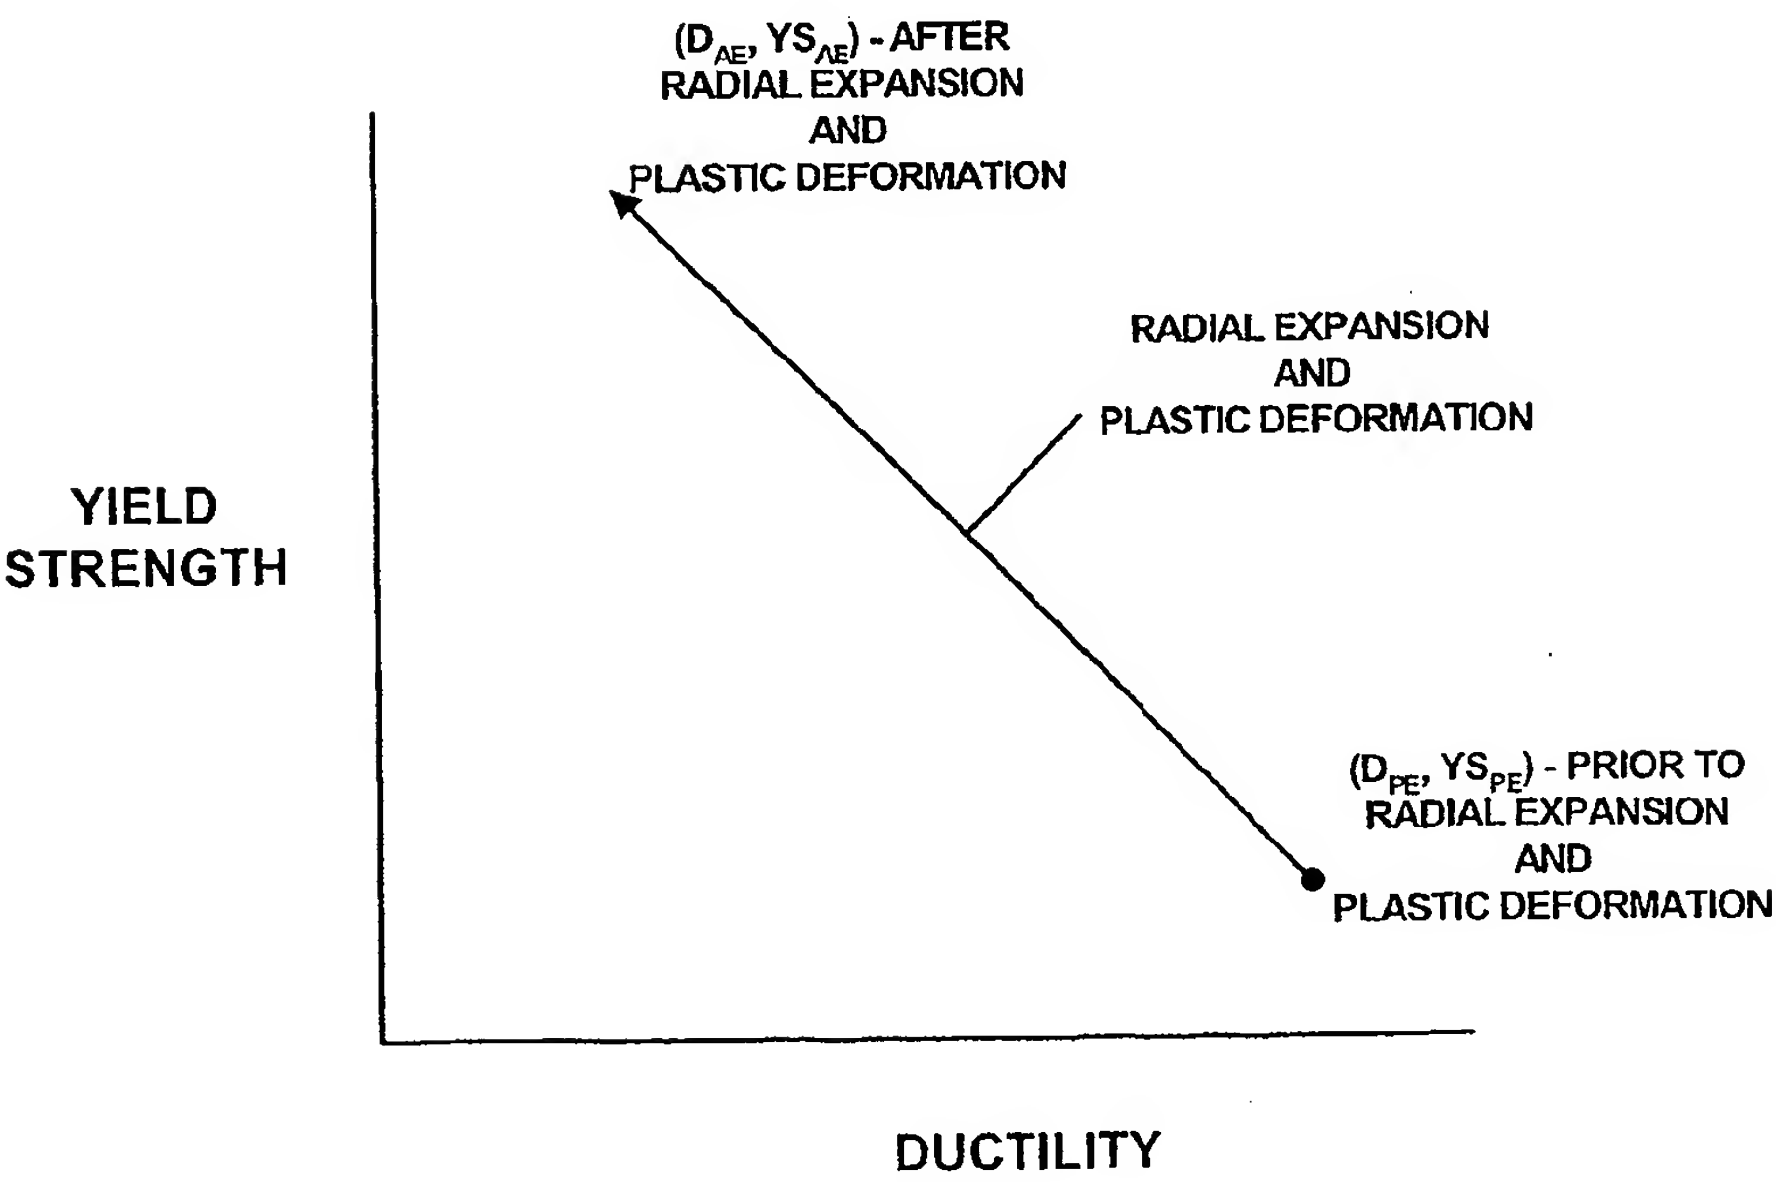 (D_AE, YS_AE) - AFTER
RADIAL EXPANSION
AND
PLASTIC DEFORMATION
RADIAL EXPANSION
AND
PLASTIC DEFORMATION
YIELD
STRENGTH
(D_PE, YS_PE) - PRIOR TO
RADIAL EXPANSION
AND
PLASTIC DEFORMATION
DUCTILITY